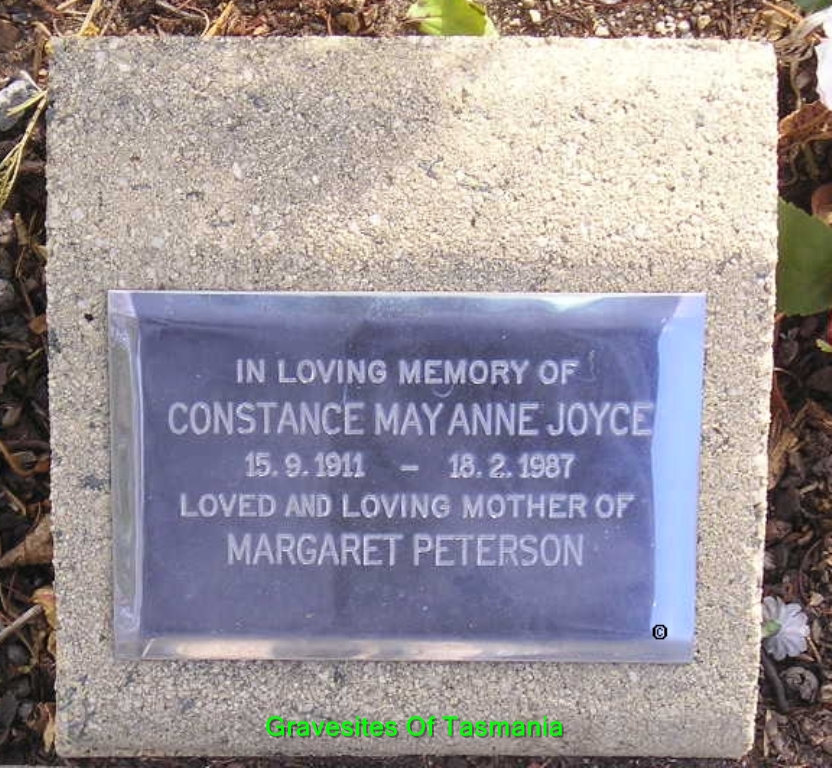 IN LOVING MEMORY OF
CONSTANCE MAY ANNE JOYCE
15.9.1911 – 18.2.1987
LOVED AND LOVING MOTHER OF
MARGARET PETERSON
©
Gravesites Of Tasmania